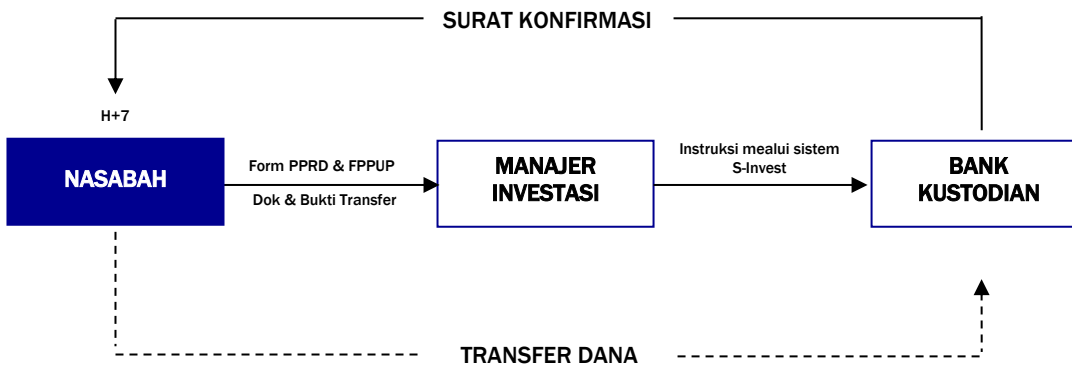 SURAT KONFIRMASI
H+7
NASABAH
Form PPRD & FPPUP
Dok & Bukti Transfer
MANAJER
INVESTASI
Instruksi mealui sistem
S-Invest
BANK
KUSTODIAN
TRANSFER DANA